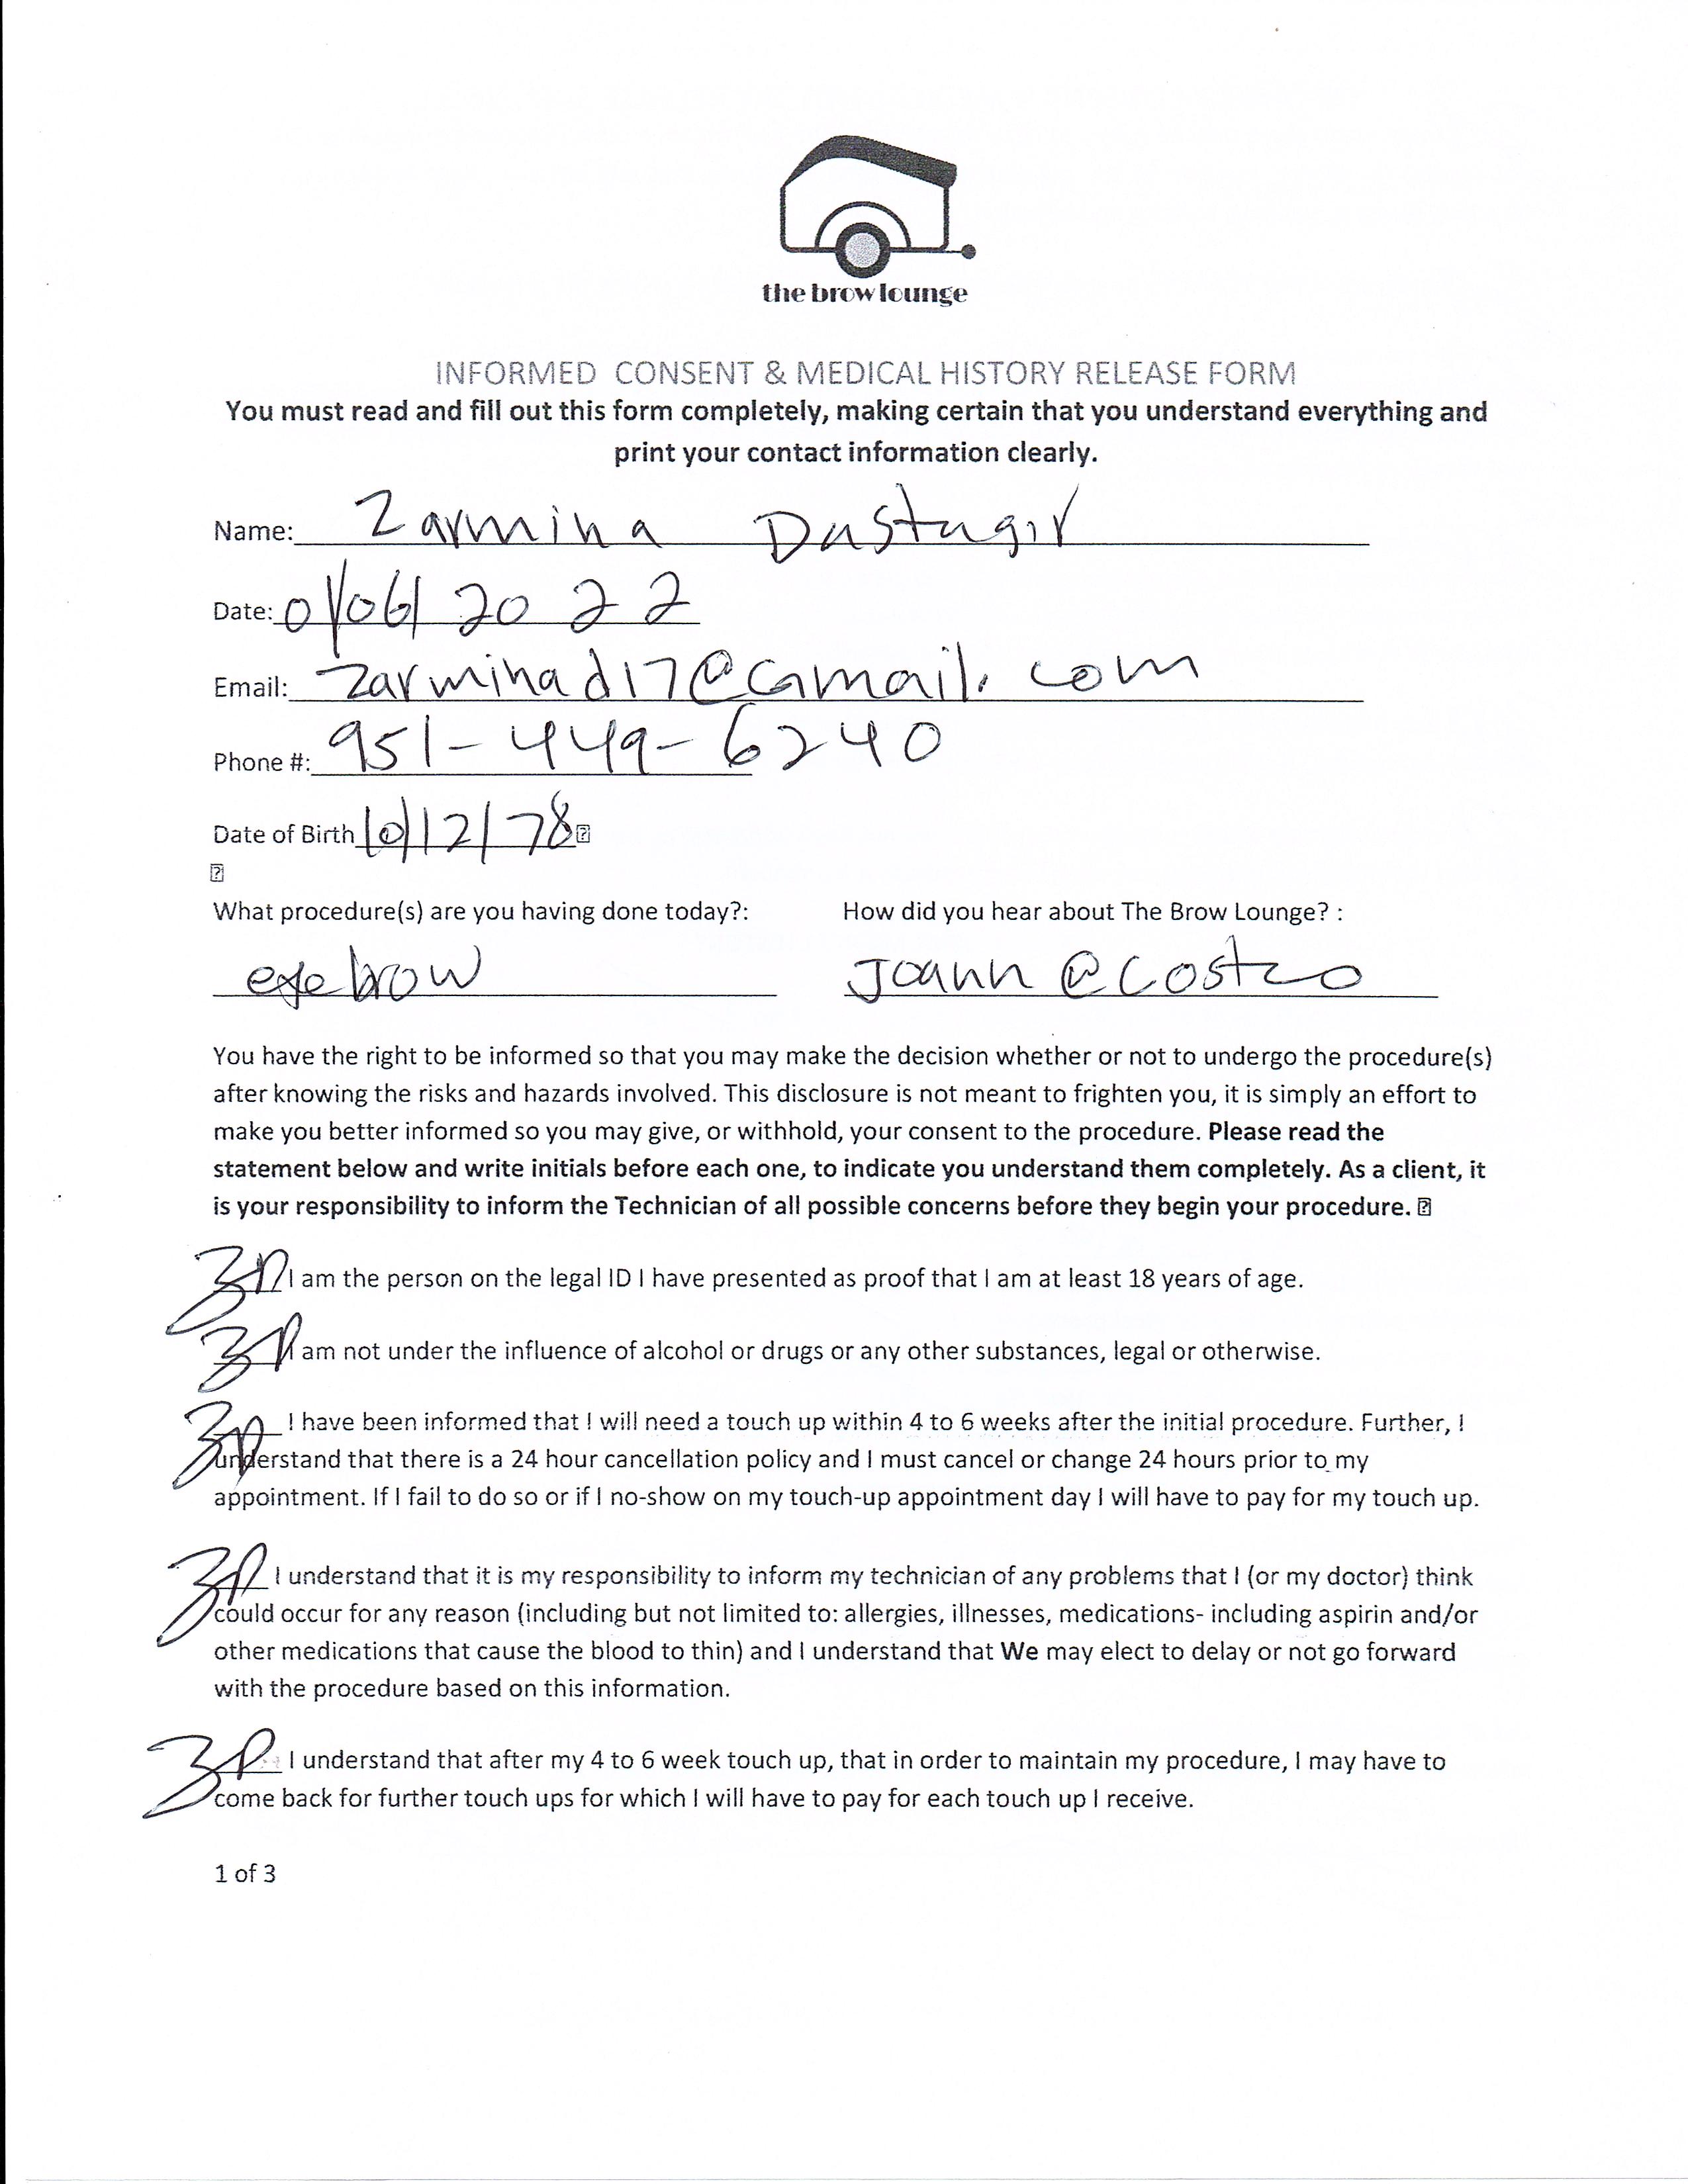 the brow lounge
INFORMED CONSENT & MEDICAL HISTORY RELEASE FORM
You must read and fill out this form completely, making certain that you understand everything and
print your contact information clearly.
Name: Zarmina Dastagir
Date: 01/06/2022
Email: zarminad17@Gmail.com
Phone #: 951-449-6240
Date of Birth 10/12/78
What procedure(s) are you having done today?: How did you hear about The Brow Lounge? :
eyebrow Joann @ Costco
You have the right to be informed so that you may make the decision whether or not to undergo the procedure(s)
after knowing the risks and hazards involved. This disclosure is not meant to frighten you, it is simply an effort to
make you better informed so you may give, or withhold, your consent to the procedure. Please read the
statement below and write initials before each one, to indicate you understand them completely. As a client, it
is your responsibility to inform the Technician of all possible concerns before they begin your procedure.
ZD I am the person on the legal ID I have presented as proof that I am at least 18 years of age.
ZD I am not under the influence of alcohol or drugs or any other substances, legal or otherwise.
ZD I have been informed that I will need a touch up within 4 to 6 weeks after the initial procedure. Further, I
understand that there is a 24 hour cancellation policy and I must cancel or change 24 hours prior to my
appointment. If I fail to do so or if I no-show on my touch-up appointment day I will have to pay for my touch up.
ZD I understand that it is my responsibility to inform my technician of any problems that I (or my doctor) think
could occur for any reason (including but not limited to: allergies, illnesses, medications- including aspirin and/or
other medications that cause the blood to thin) and I understand that We may elect to delay or not go forward
with the procedure based on this information.
ZD I understand that after my 4 to 6 week touch up, that in order to maintain my procedure, I may have to
come back for further touch ups for which I will have to pay for each touch up I receive.
1 of 3